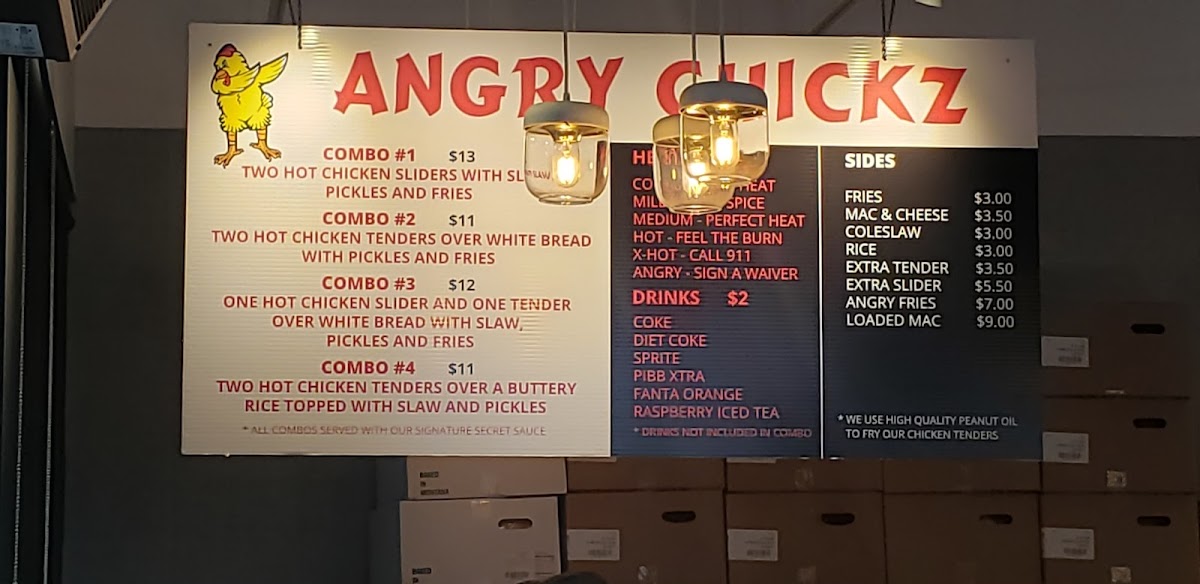 ANGRY CHICKZ
COMBO #1 $13
TWO HOT CHICKEN SLIDERS WITH
PICKLES AND FRIES
COMBO #2 $11
TWO HOT CHICKEN TENDERS OVER WHITE BREAD
WITH PICKLES AND FRIES
COMBO #3 $12
ONE HOT CHICKEN SLIDER AND ONE TENDER
OVER WHITE BREAD WITH SLAW,
PICKLES AND FRIES
COMBO #4 $11
TWO HOT CHICKEN TENDERS OVER A BUTTERY
RICE TOPPED WITH SLAW AND PICKLES
* ALL COMBOS SERVED WITH OUR SIGNATURE SECRET SAUCE
HEAT
SPICE
MEDIUM - PERFECT HEAT
HOT - FEEL THE BURN
X-HOT - CALL 911
ANGRY - SIGN A WAIVER
DRINKS $2
COKE
DIET COKE
SPRITE
PIBB XTRA
FANTA ORANGE
RASPBERRY ICED TEA
* DRINKS NOT INCLUDED IN COMBO
SIDES
FRIES $3.00
MAC & CHEESE $3.50
COLESLAW $3.00
RICE $3.00
EXTRA TENDER $3.50
EXTRA SLIDER $5.50
ANGRY FRIES $7.00
LOADED MAC $9.00
* WE USE HIGH QUALITY PEANUT OIL
TO FRY OUR CHICKEN TENDERS